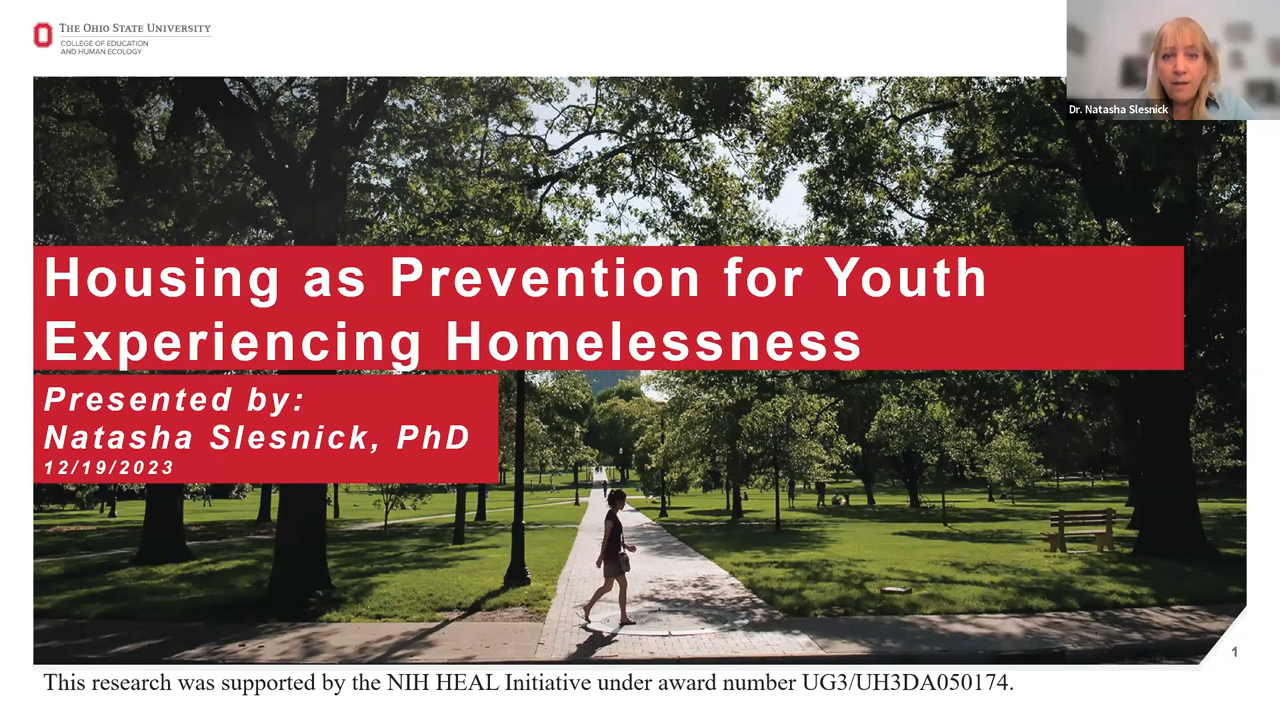 THE OHIO STATE UNIVERSITY
COLLEGE OF EDUCATION
AND HUMAN ECOLOGY
Dr. Natasha Slesnick
Housing as Prevention for Youth
Experiencing Homelessness
Presented by:
Natasha Slesnick, PhD
12/19/2023
1
This research was supported by the NIH HEAL Initiative under award number UG3/UH3DA050174.